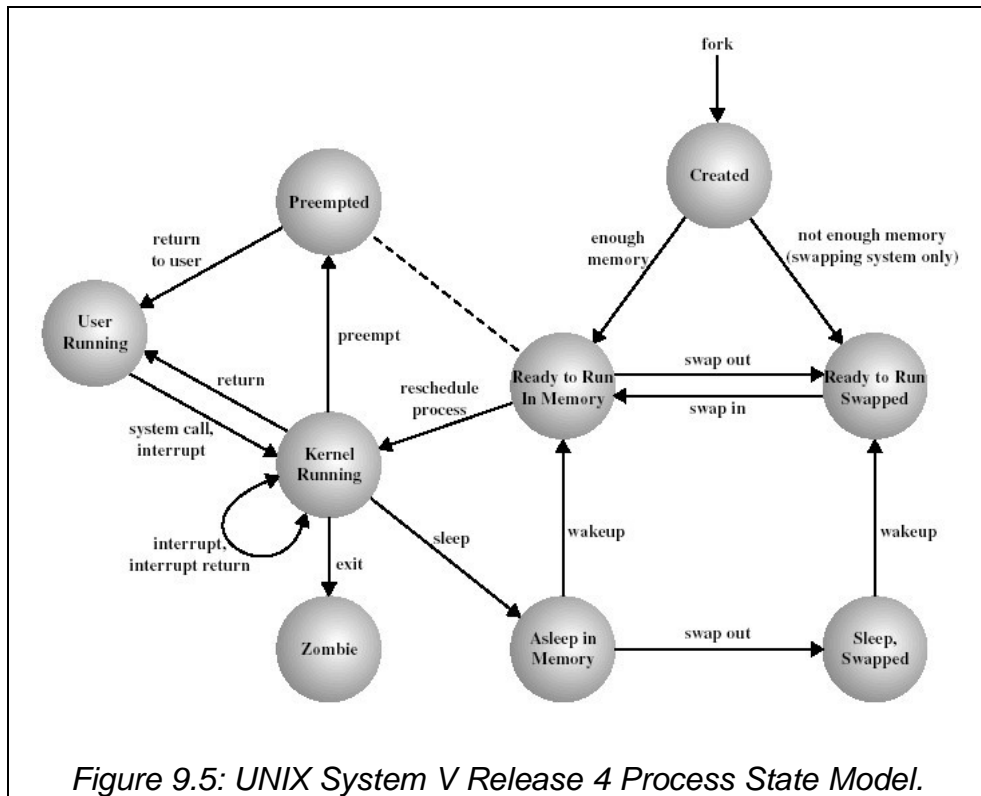 fork
Created
Preempted
enough
memory
not enough memory
(swapping system only)
return
to user
User
Running
preempt
return
system call,
interrupt
reschedule
process
Ready to Run
In Memory
swap out
swap in
Ready to Run
Swapped
Kernel
Running
interrupt,
interrupt return
sleep
wakeup
wakeup
exit
Zombie
Asleep in
Memory
swap out
Sleep,
Swapped
Figure 9.5: UNIX System V Release 4 Process State Model.